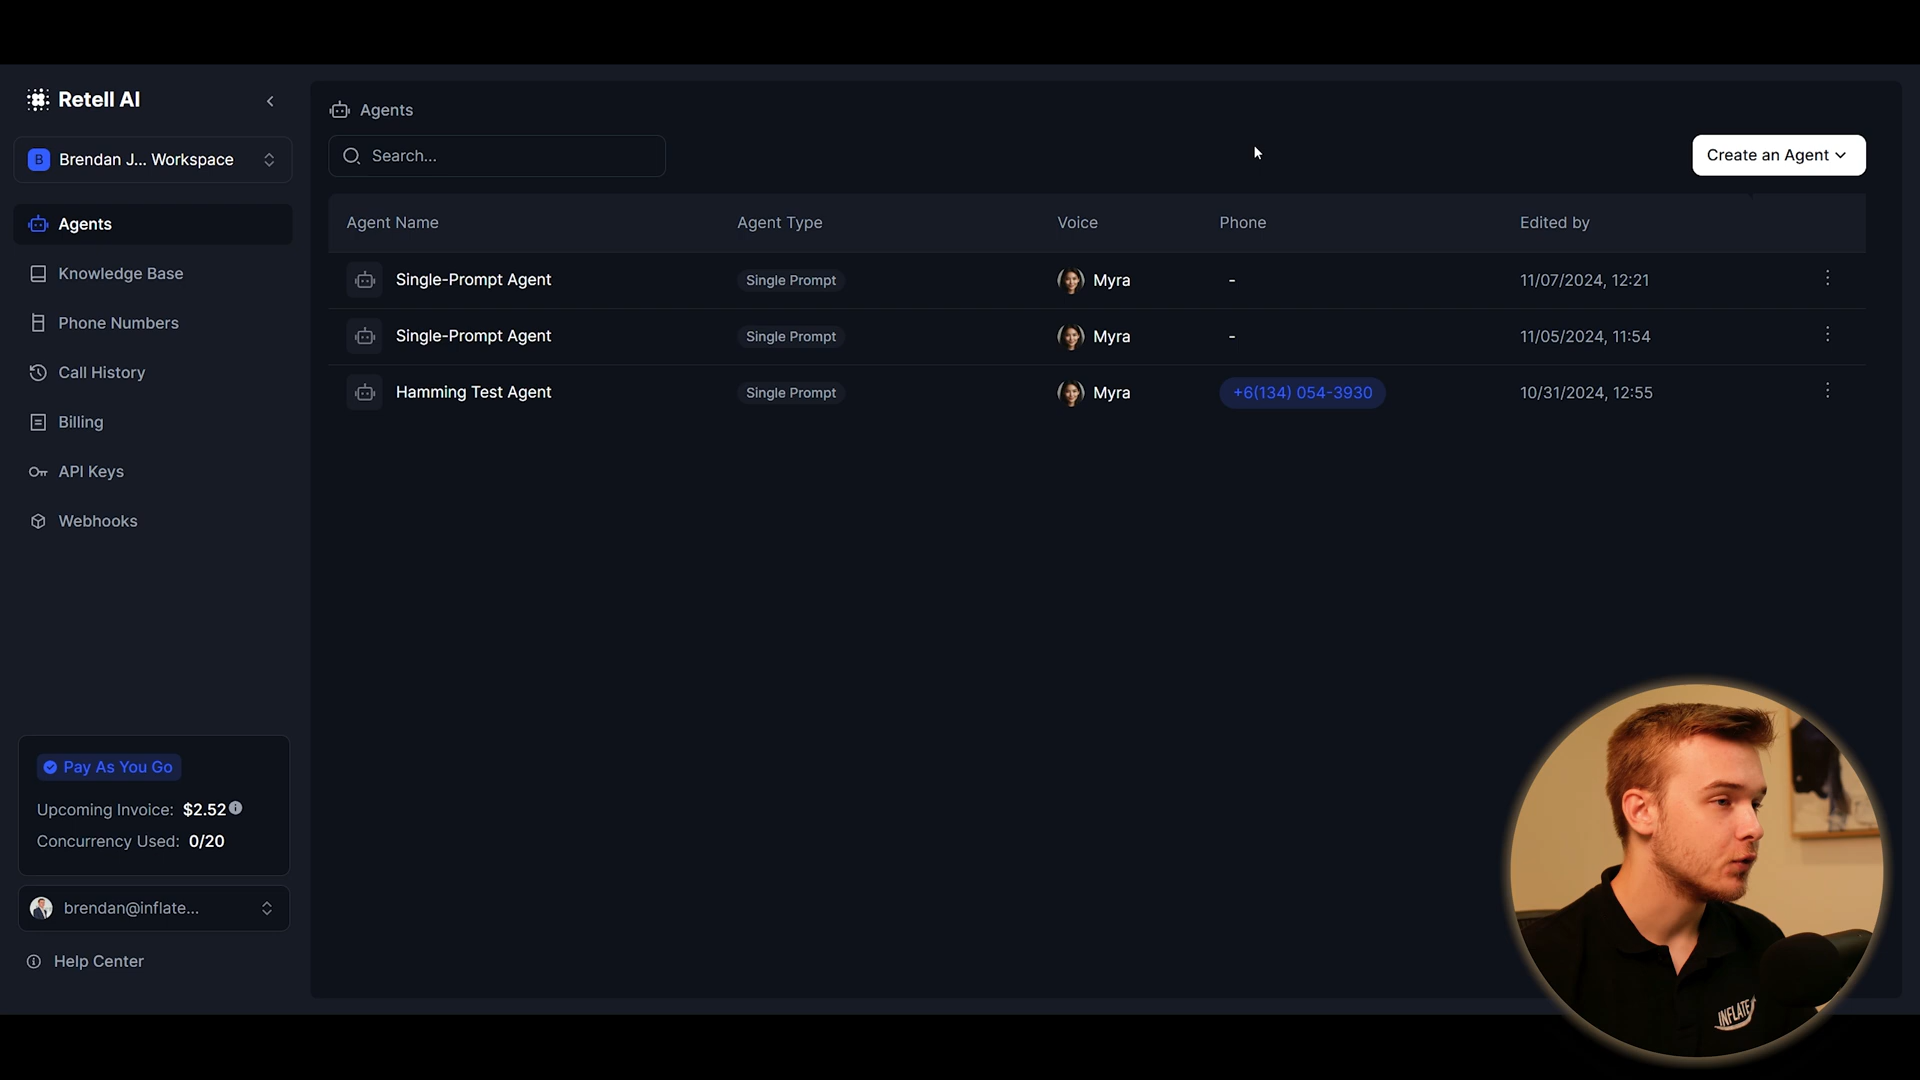 Retell AI
B Brendan J... Workspace
Agents
Knowledge Base
Phone Numbers
Call History
Billing
API Keys
Webhooks
Pay As You Go
Upcoming Invoice: $2.52
Concurrency Used: 0/20
brendan@inflate...
Help Center
Agents
Search...
Create an Agent
Agent Name Agent Type Voice Phone Edited by
Single-Prompt Agent Single Prompt Myra - 11/07/2024, 12:21
Single-Prompt Agent Single Prompt Myra - 11/05/2024, 11:54
Hamming Test Agent Single Prompt Myra +6(134) 054-3930 10/31/2024, 12:55
INFLATE